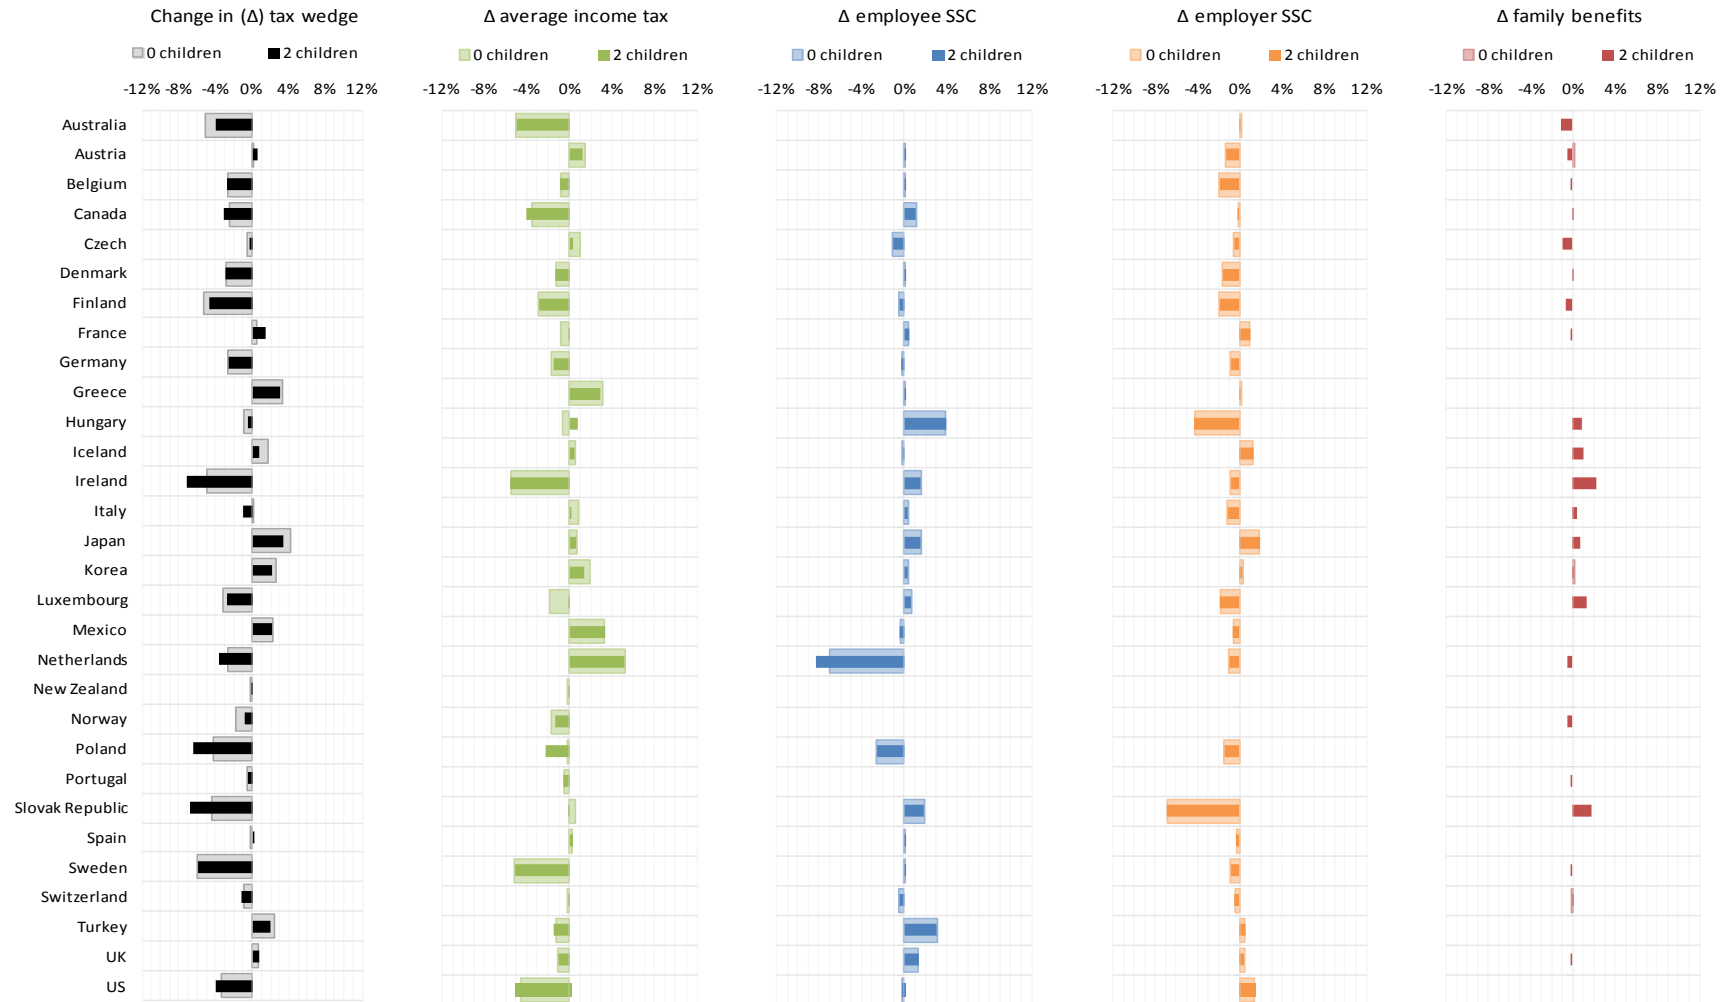 Change in (Δ) tax wedge
Δ average income tax
Δ employee SSC
Δ employer SSC
Δ family benefits
0 children 2 children
0 children 2 children
0 children 2 children
0 children 2 children
0 children 2 children
-12% -8% -4% 0% 4% 12%
-12% -8% -4% 0% 4% 8% 12%
-12% -8% -4% 0% 4% 8% 12%
-12% -8% -4% 0% 4% 8% 12%
-12% -8% -4% 0% 4% 8% 12%
Australia
Austria
Belgium
Canada
Czech
Denmark
Finland
France
Germany
Greece
Hungary
Iceland
Ireland
Italy
Japan
Korea
Luxembourg
Mexico
Netherlands
New Zealand
Norway
Poland
Portugal
Slovak Republic
Spain
Sweden
Switzerland
Turkey
UK
US